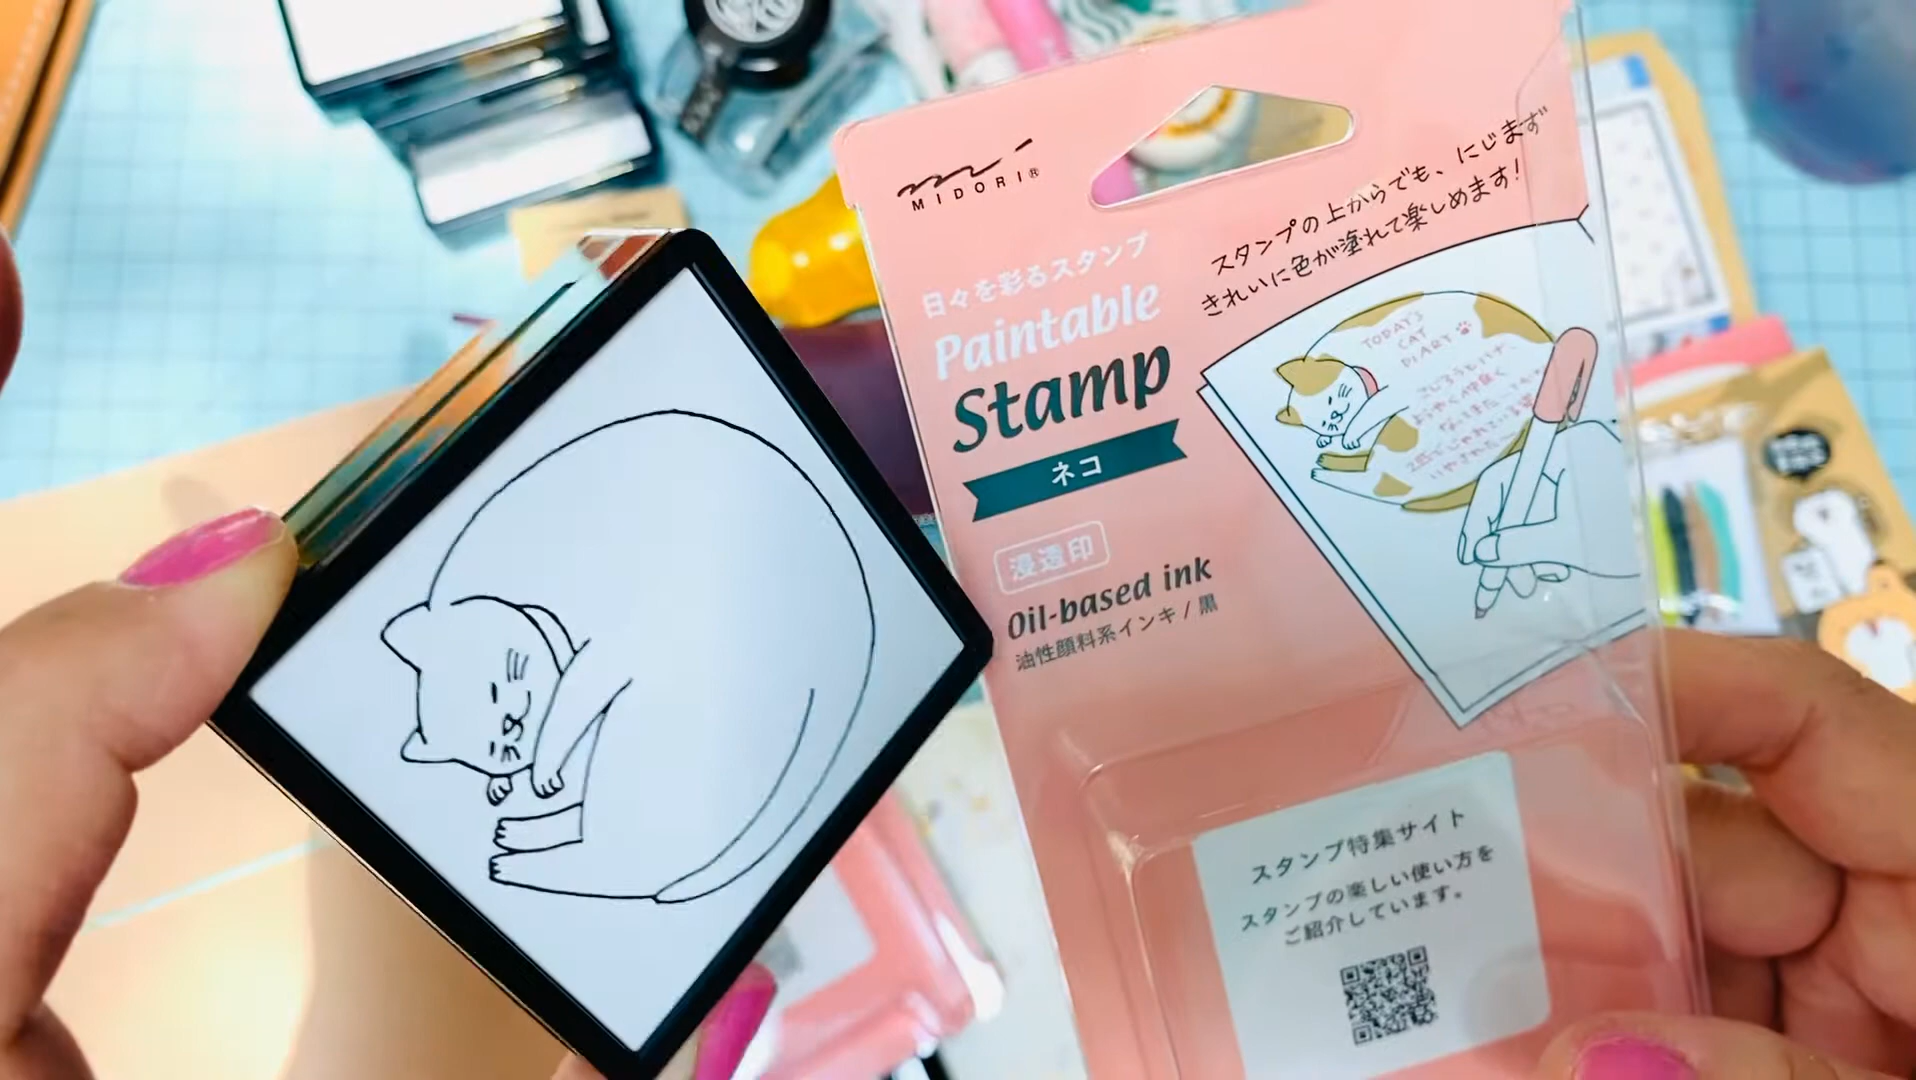 MIDORI®
スタンプの上からでも、にじまず
きれいに色が塗れて楽しめます!
日々を彩るスタンプ
Paintable
Stamp
ネコ
浸透印
Oil-based ink
油性顔料系インキ / 黒
TODAY'S
CAT
DIARY
スタンプ特集サイト
スタンプの楽しい使い方を
ご紹介しています。